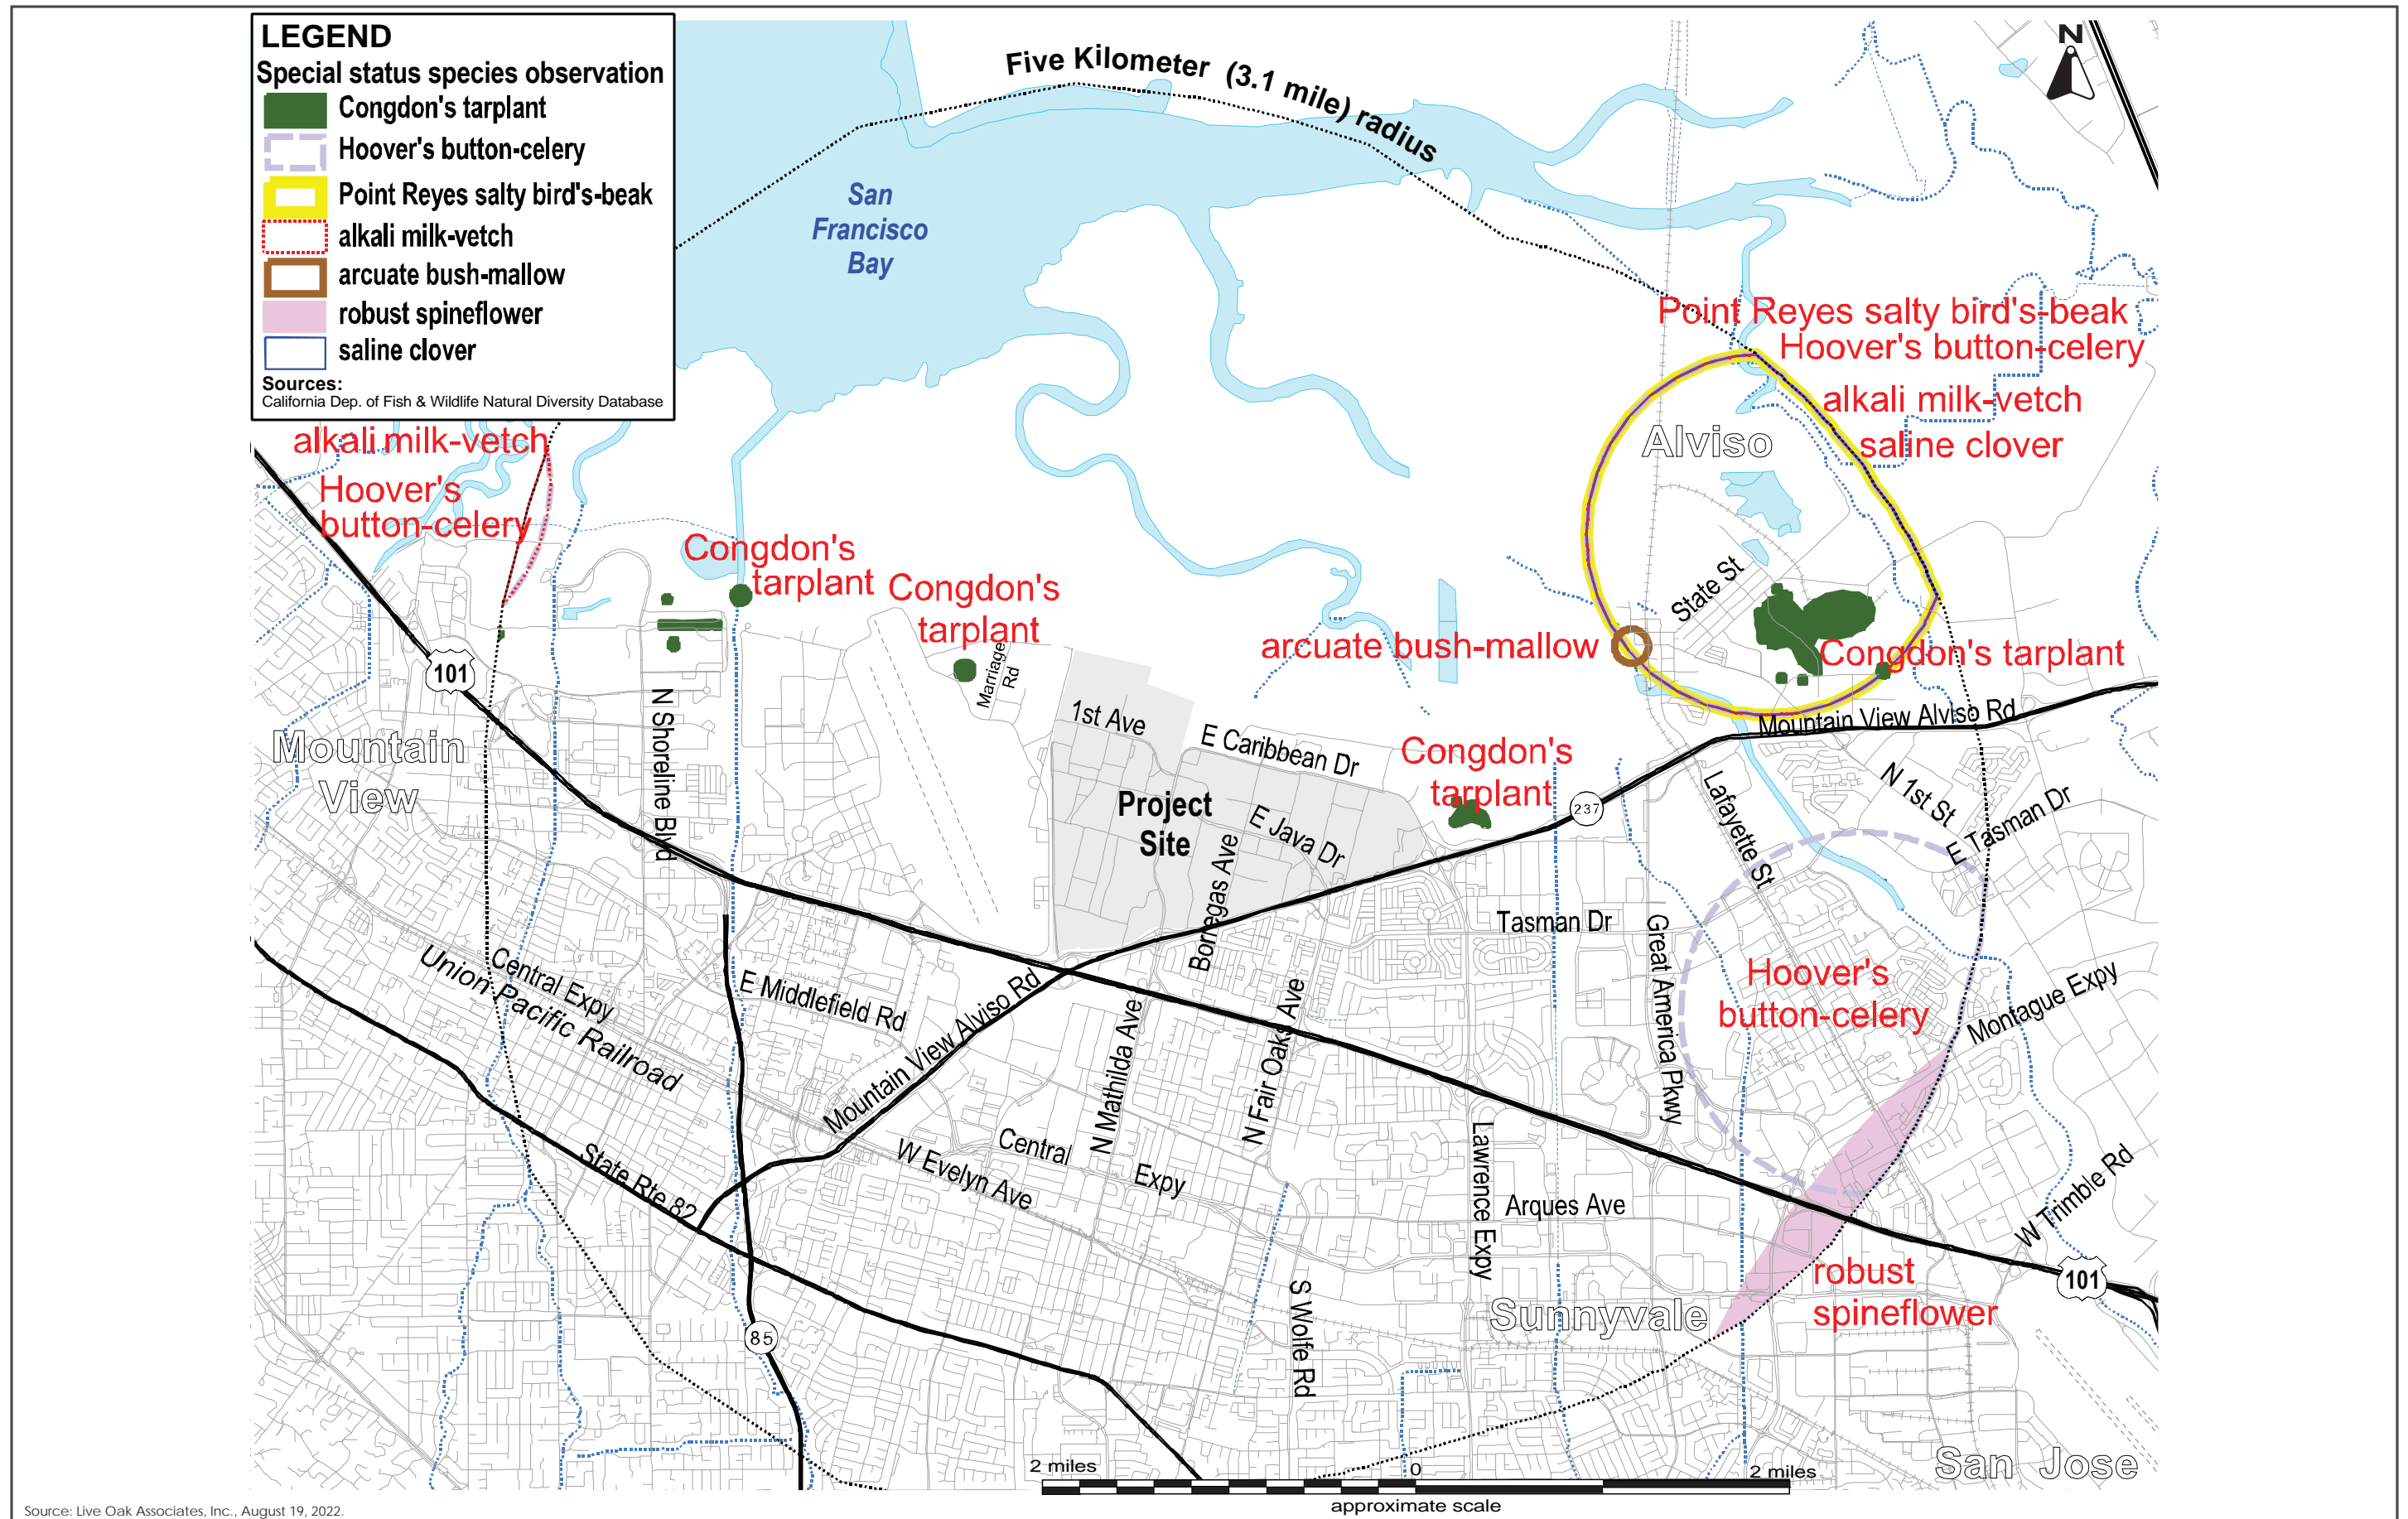 LEGEND
Special status species observation
Congdon's tarplant
Hoover's button-celery
Point Reyes salty bird's-beak
alkali milk-vetch
arcuate bush-mallow
robust spineflower
saline clover
Sources:
California Dep. of Fish & Wildlife Natural Diversity Database
Five Kilometer (3.1 mile) radius
N
San
Francisco
Bay
Point Reyes salty bird's-beak
Hoover's button-celery
alkali milk-vetch
saline clover
Alviso
alkali milk-vetch
Hoover's
button-celery
Congdon's
tarplant
Congdon's
tarplant
Marriage
Rd
State St
arcuate bush-mallow
Congdon's tarplant
101
N Shoreline Blvd
Mountain
View
1st Ave
E Caribbean Dr
Congdon's
tarplant
Mountain View Alviso Rd
237
Project
Site
E Java Dr
Borregas Ave
Lafayette St
N 1st St
E Tasman Dr
Tasman Dr
Great America Pkwy
Hoover's
button-celery
Montague Expy
Central Expy
Union Pacific Railroad
E Middlefield Rd
Mountain View Alviso Rd
N Mathilda Ave
N Fair Oaks Ave
Lawrence Expy
State Rte 82
W Evelyn Ave
Central
Expy
Arques Ave
W Trimble Rd
robust
spineflower
101
85
S Wolfe Rd
Sunnyvale
San Jose
2 miles
0
2 miles
approximate scale
Source: Live Oak Associates, Inc., August 19, 2022.